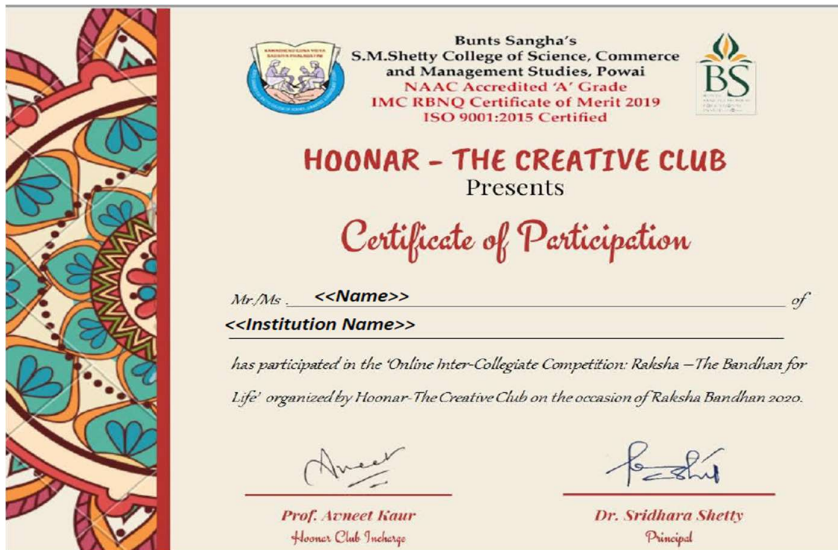 Bunts Sangha's
S.M.Shetty College of Science, Commerce
and Management Studies, Powai
NAAC Accredited 'A' Grade
IMC RBNQ Certificate of Merit 2019
ISO 9001:2015 Certified
BS
HOONAR - THE CREATIVE CLUB
Presents
Certificate of Participation
Mr./Ms . <<Name>> of
<<Institution Name>>
has participated in the 'Online Inter-Collegiate Competition: Raksha –The Bandhan for
Life' organized by Hoonar-The Creative Club on the occasion of Raksha Bandhan 2020.
Avneet
Prof. Avneet Kaur
Dr. Sridhara Shetty
Hoonar Club Incharge
Principal